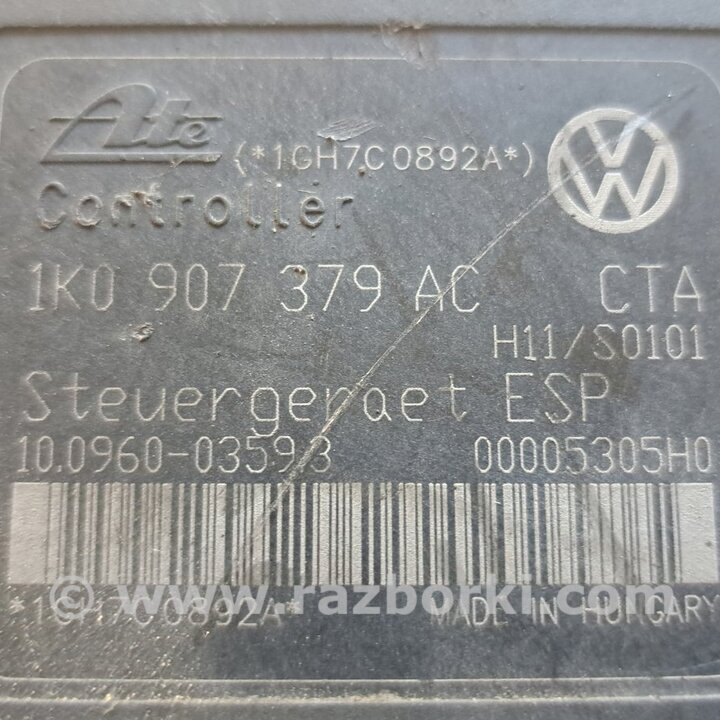 Ate (*1GH7C0892A*)
Controller
1K0 907 379 AC CTA
H11/S0101
Steuergeraet ESP
10.0960-0359.3 00005305H0
*1GH7C0892A* MADE IN HUNGARY
© www.razborki.com